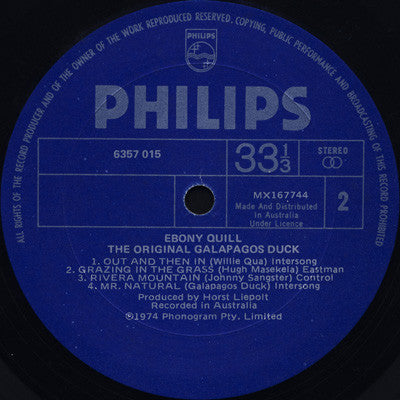 ALL RIGHTS OF THE RECORD PRODUCER AND OF THE OWNER OF THE WORK REPRODUCED RESERVED. COPYING, PUBLIC PERFORMANCE AND BROADCASTING OF THIS RECORD PROHIBITED
PHILIPS
PHILIPS
6357 015
33 1/3
STEREO
MX167744
Made And Distributed
In Australia
Under Licence
2
EBONY QUILL
THE ORIGINAL GALAPAGOS DUCK
1. OUT AND THEN IN (Willie Qua) Intersong
2. GRAZING IN THE GRASS (Hugh Masekela) Eastman
3. RIVERA MOUNTAIN (Johnny Sangster) Control
4. MR. NATURAL (Galapagos Duck) Intersong
Produced by Horst Liepolt
Recorded in Australia
℗1974 Phonogram Pty. Limited